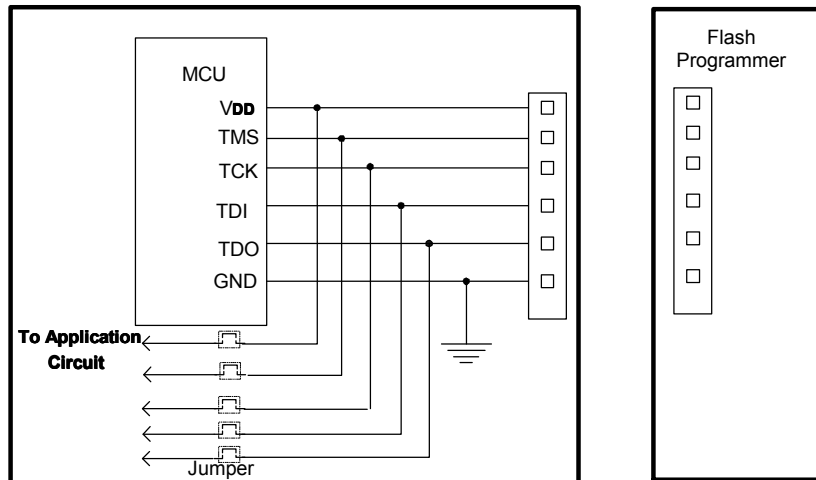 MCU
VDD
TMS
TCK
TDI
TDO
GND
To Application
Circuit
Jumper
Flash
Programmer